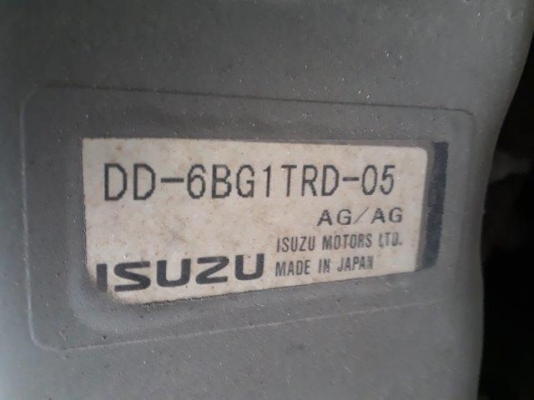 DD-6BG1TRD-05
AG/AG
ISUZU MOTORS LTD.
ISUZU MADE IN JAPAN